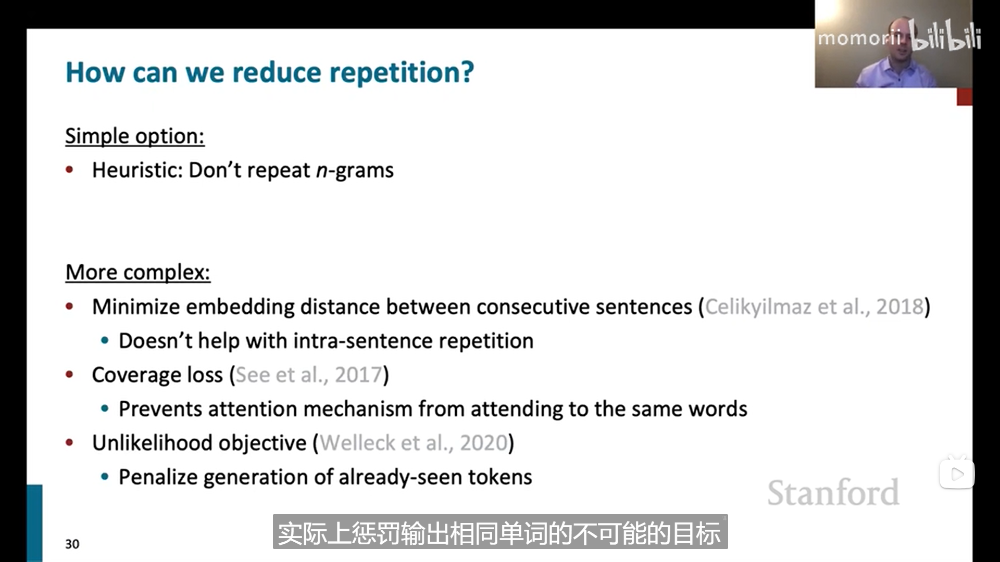 momorii bilibili
How can we reduce repetition?
Simple option:
• Heuristic: Don't repeat n-grams
More complex:
• Minimize embedding distance between consecutive sentences (Celikyilmaz et al., 2018)
• Doesn't help with intra-sentence repetition
• Coverage loss (See et al., 2017)
• Prevents attention mechanism from attending to the same words
• Unlikelihood objective (Welleck et al., 2020)
• Penalize generation of already-seen tokens
Stanford
实际上惩罚输出相同单词的不可能的目标
30